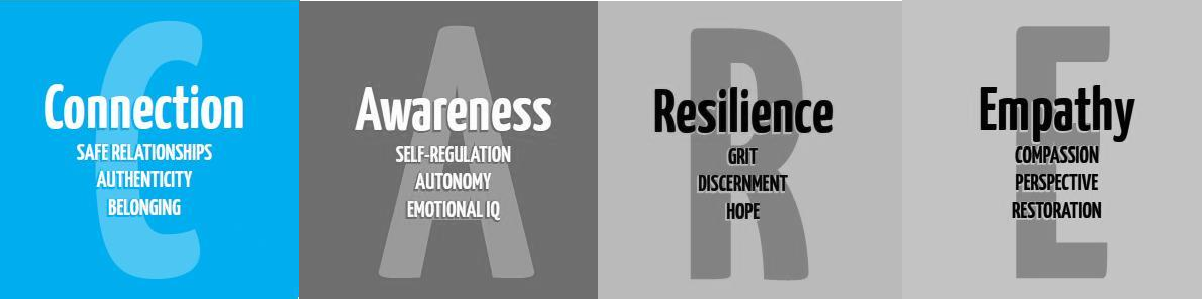 C
Connection
SAFE RELATIONSHIPS
AUTHENTICITY
BELONGING
A
Awareness
SELF-REGULATION
AUTONOMY
EMOTIONAL IQ
R
Resilience
GRIT
DISCERNMENT
HOPE
E
Empathy
COMPASSION
PERSPECTIVE
RESTORATION